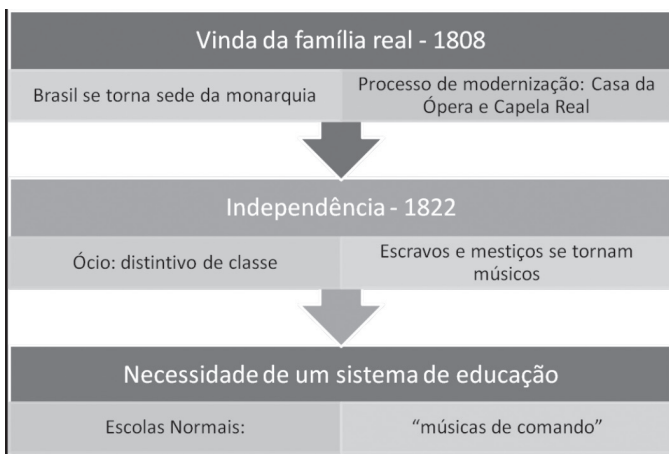 Vinda da família real - 1808
Brasil se torna sede da monarquia
Processo de modernização: Casa da
Ópera e Capela Real
Independência - 1822
Ócio: distintivo de classe
Escravos e mestiços se tornam
músicos
Necessidade de um sistema de educação
Escolas Normais:
“músicas de comando”